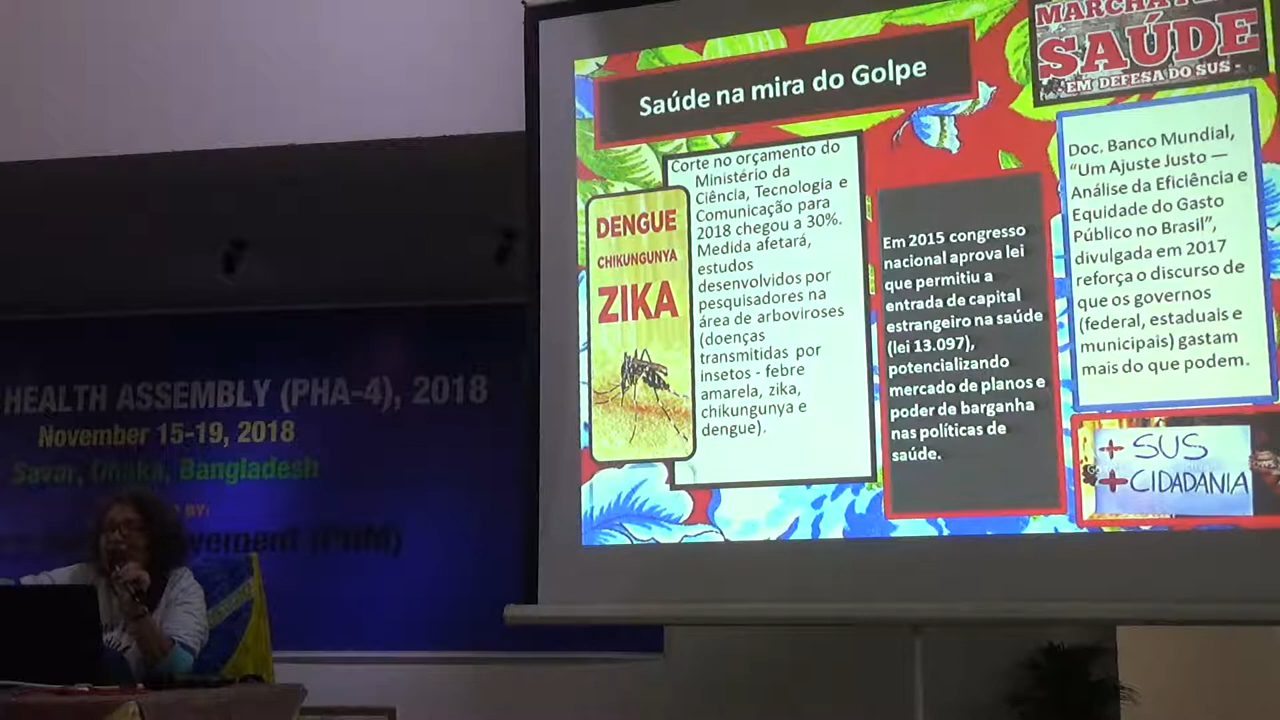 HEALTH ASSEMBLY (PHA-4), 2018
November 15-19, 2018
Savar, Dhaka, Bangladesh
BY:
Movement (PHM)
Saúde na mira do Golpe
MARCHA
SAÚDE
- EM DEFESA DO SUS -
DENGUE
CHIKUNGUNYA
ZIKA
Corte no orçamento do
Ministério da
Ciência, Tecnologia e
Comunicação para
2018 chegou a 30%.
Medida afetará,
estudos
desenvolvidos por
pesquisadores na
área de arboviroses
(doenças
transmitidas por
insetos - febre
amarela, zika,
chikungunya e
dengue).
Em 2015 congresso
nacional aprova lei
que permitiu a
entrada de capital
estrangeiro na saúde
(lei 13.097),
potencializando
mercado de planos e
poder de barganha
nas políticas de
saúde.
Doc. Banco Mundial,
“Um Ajuste Justo —
Análise da Eficiência e
Equidade do Gasto
Público no Brasil”,
divulgada em 2017
reforça o discurso de
que os governos
(federal, estaduais e
municipais) gastam
mais do que podem.
+ SUS
+ CIDADANIA